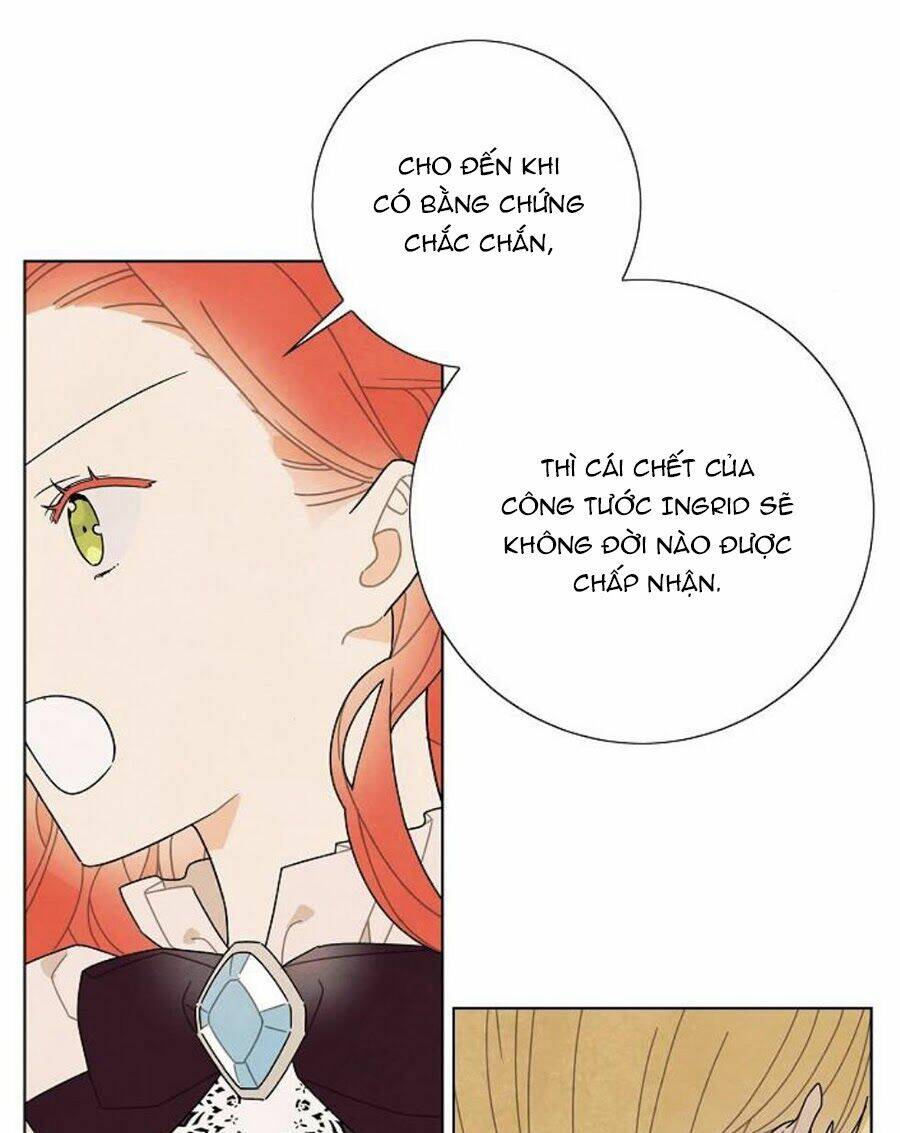 CHO ĐẾN KHI
CÓ BẰNG CHỨNG
CHẮC CHẮN,
THÌ CÁI CHẾT CỦA
CÔNG TƯỚC INGRID SẼ
KHÔNG ĐỜI NÀO ĐƯỢC
CHẤP NHẬN.